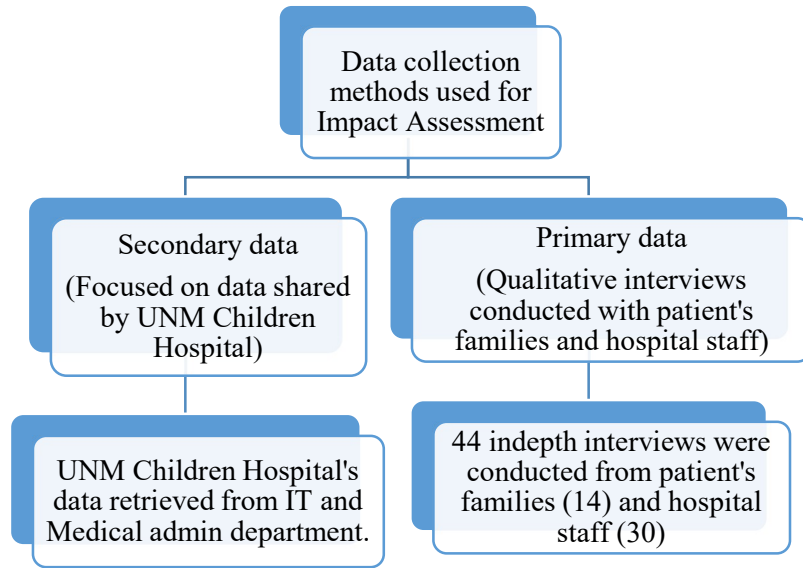 Data collection
methods used for
Impact Assessment
Secondary data
(Focused on data shared
by UNM Children
Hospital)
Primary data
(Qualitative interviews
conducted with patient's
families and hospital staff)
UNM Children Hospital's
data retrieved from IT and
Medical admin department.
44 indepth interviews were
conducted from patient's
families (14) and hospital
staff (30)